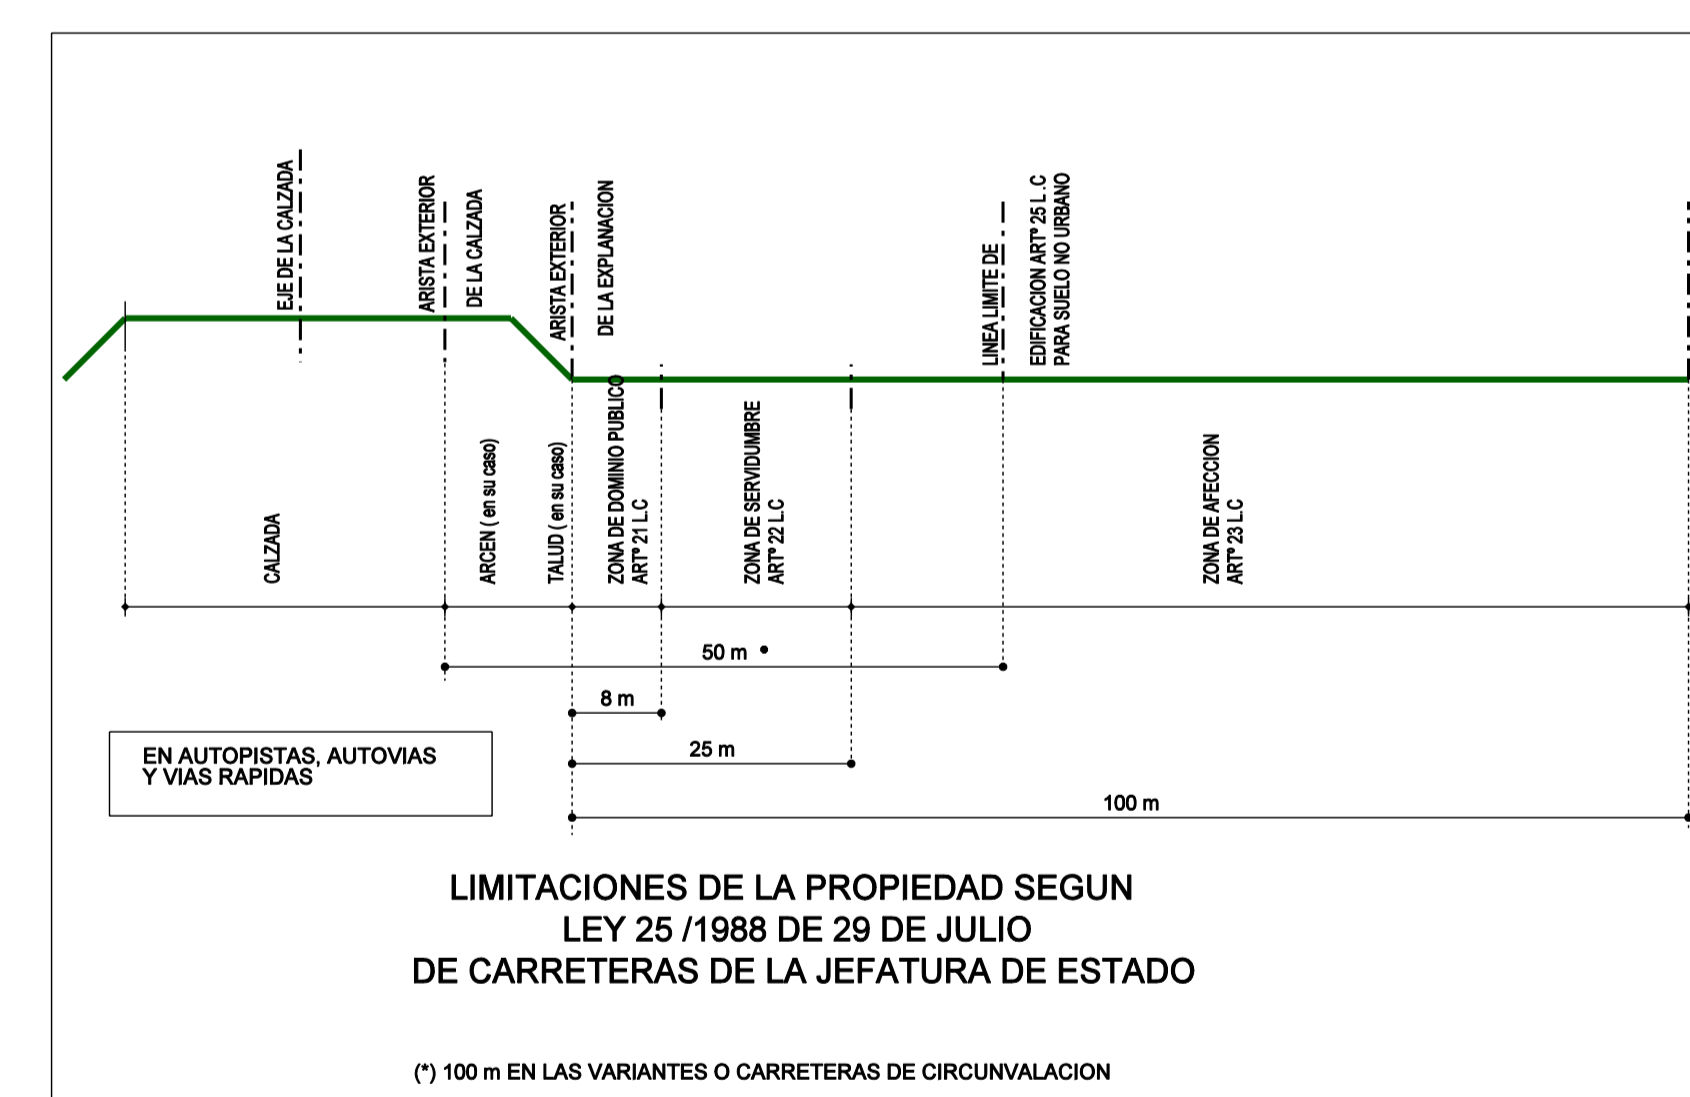 EJE DE LA CALZADA
ARISTA EXTERIOR
DE LA CALZADA
ARISTA EXTERIOR
DE LA EXPLANACION
LINEA LIMITE DE
EDIFICACION ARTº 25 L .C
PARA SUELO NO URBANO
CALZADA
ARCEN ( en su caso)
TALUD ( en su caso)
ZONA DE DOMINIO PUBLICO
ARTº 21 L.C
ZONA DE SERVIDUMBRE
ARTº 22 L.C
ZONA DE AFECCION
ARTº 23 L.C
50 m •
8 m
25 m
100 m
EN AUTOPISTAS, AUTOVIAS
Y VIAS RAPIDAS
LIMITACIONES DE LA PROPIEDAD SEGUN
LEY 25 /1988 DE 29 DE JULIO
DE CARRETERAS DE LA JEFATURA DE ESTADO
(*) 100 m EN LAS VARIANTES O CARRETERAS DE CIRCUNVALACION